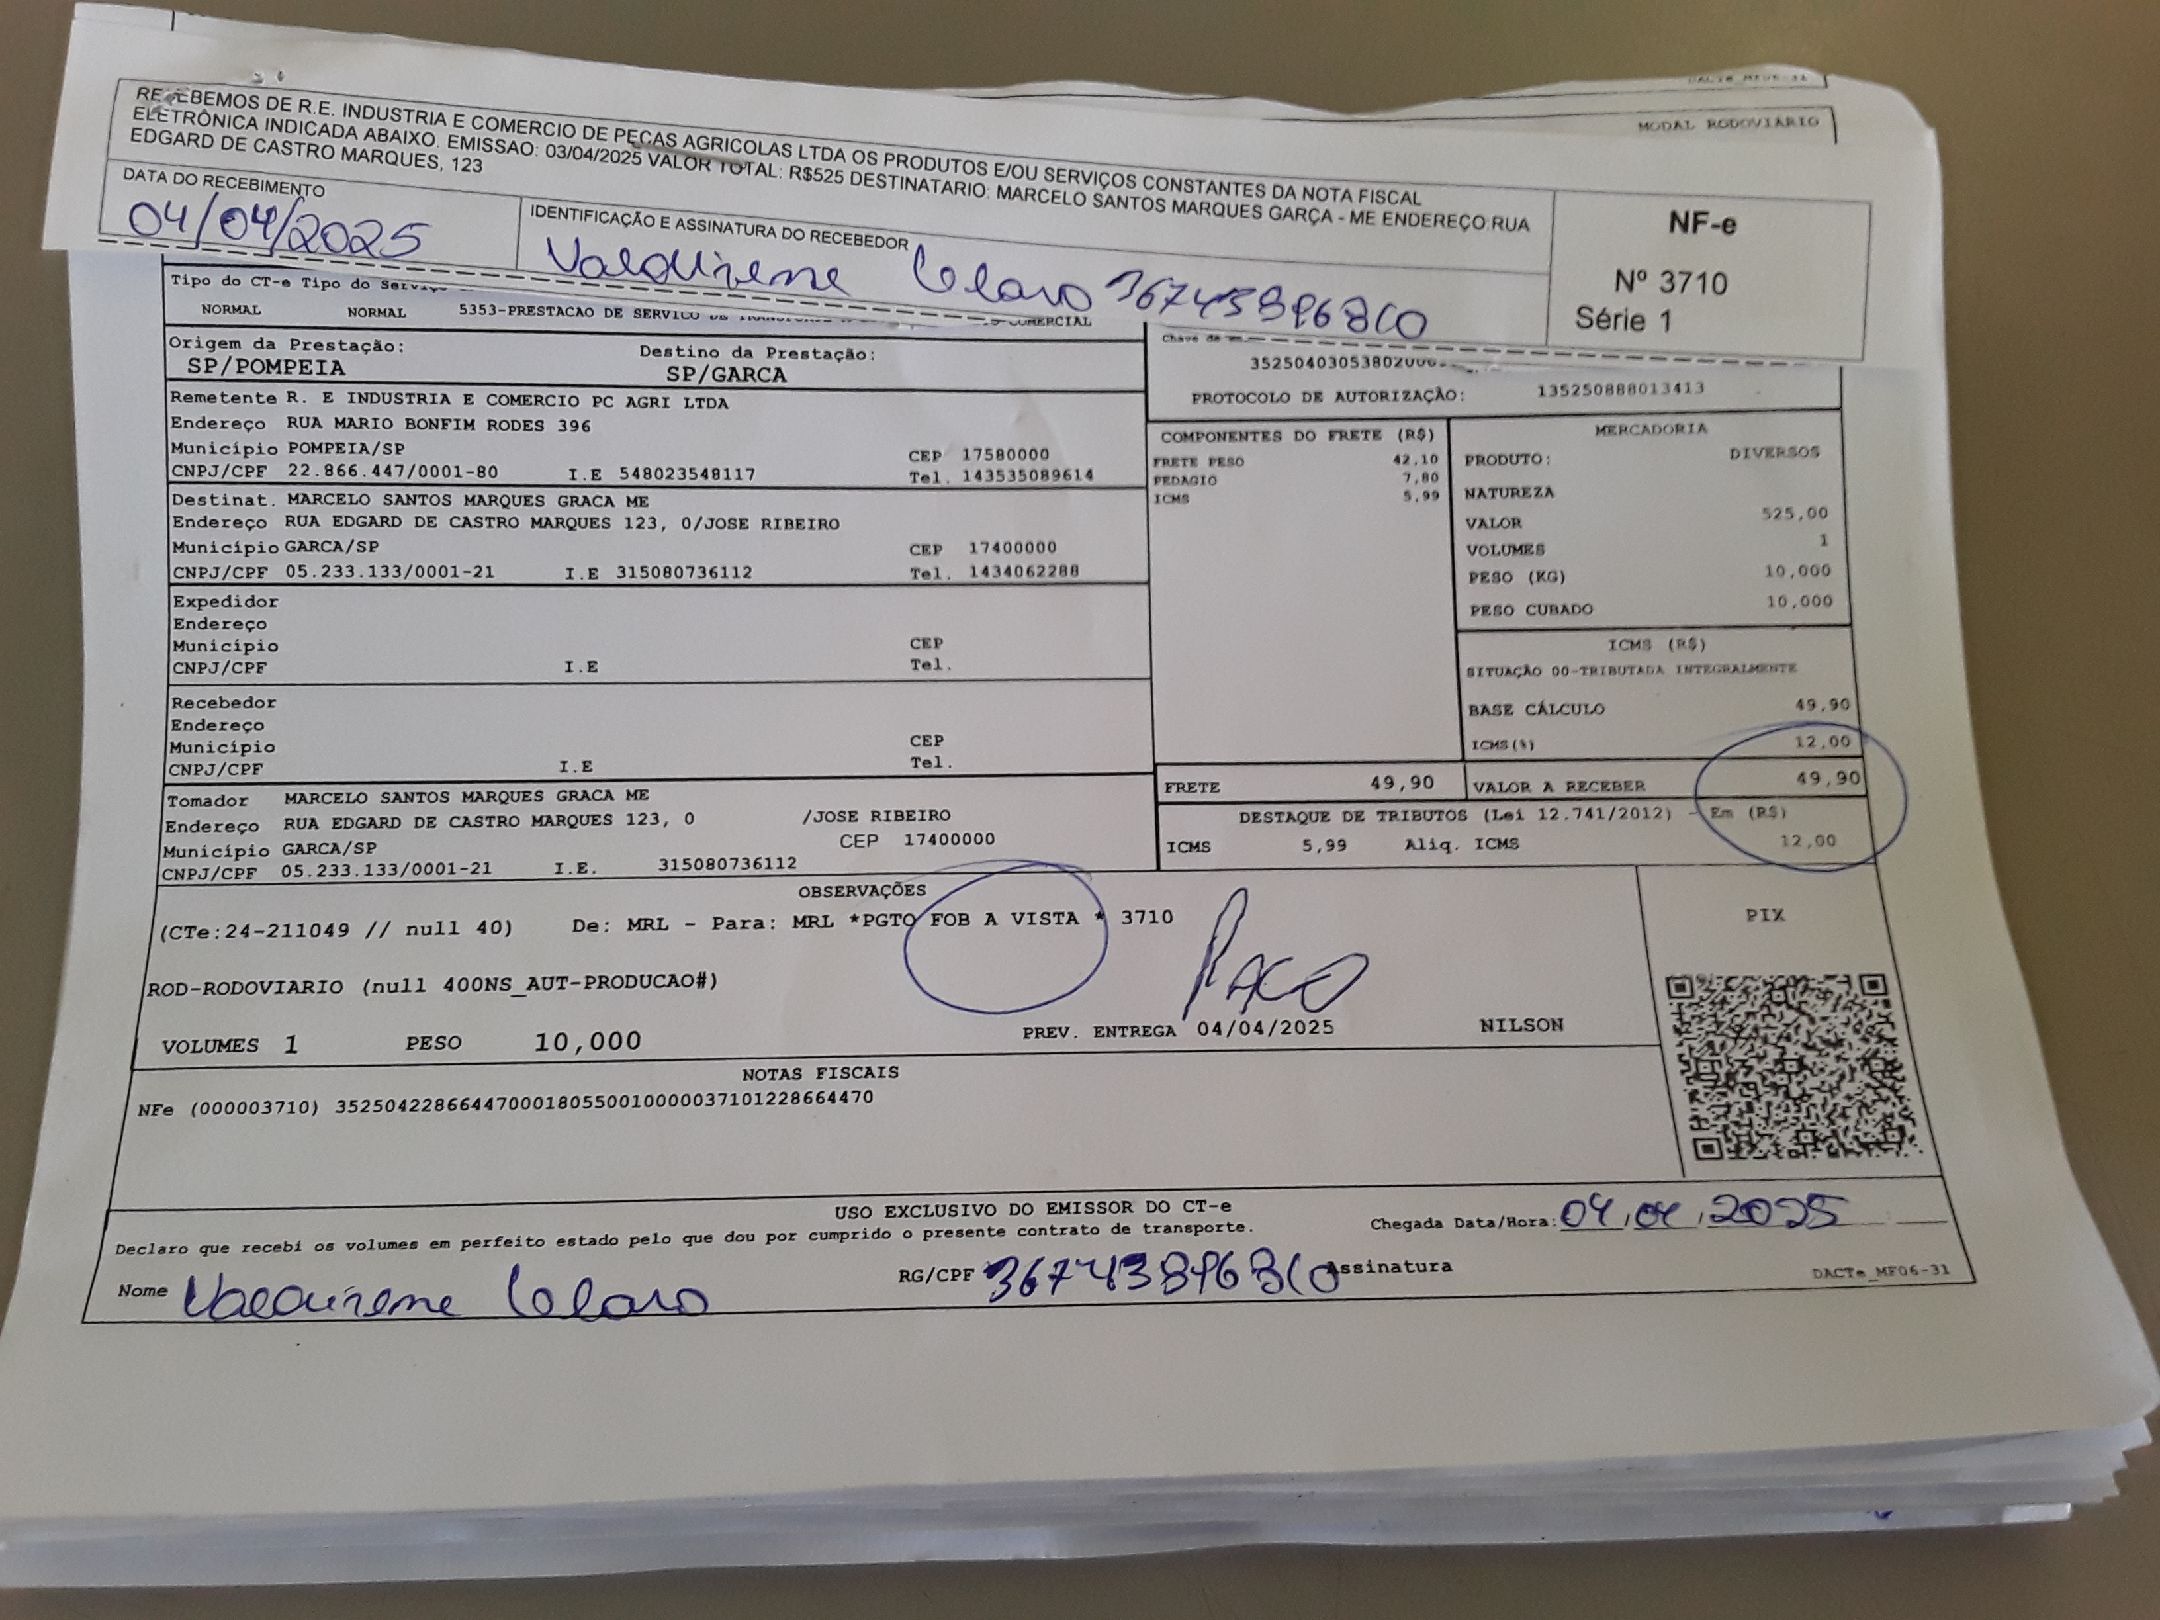 MODAL RODOVIÁRIO
RECEBEMOS DE R.E. INDUSTRIA E COMERCIO DE PEÇAS AGRICOLAS LTDA OS PRODUTOS E/OU SERVIÇOS CONSTANTES DA NOTA FISCAL
ELETRÔNICA INDICADA ABAIXO. EMISSAO: 03/04/2025 VALOR TOTAL: R$525 DESTINATARIO: MARCELO SANTOS MARQUES GARÇA - ME ENDEREÇO:RUA
EDGARD DE CASTRO MARQUES, 123
NF-e
Nº 3710
Série 1
DATA DO RECEBIMENTO
04/04/2025
IDENTIFICAÇÃO E ASSINATURA DO RECEBEDOR
Valdirene
Tipo do CT-e Tipo do Serviço
NORMAL NORMAL 5353-PRESTACAO DE SERVICO DE COMERCIAL
Origem da Prestação: Destino da Prestação:
SP/POMPEIA SP/GARCA
PROTOCOLO DE AUTORIZAÇÃO: 135250888013413
Remetente R. E INDUSTRIA E COMERCIO PC AGRI LTDA
Endereço RUA MARIO BONFIM RODES 396
Município POMPEIA/SP CEP 17580000
CNPJ/CPF 22.866.447/0001-80 I.E 548023548117 Tel. 143535089614
Destinat. MARCELO SANTOS MARQUES GRACA ME
Endereço RUA EDGARD DE CASTRO MARQUES 123, 0/JOSE RIBEIRO
Município GARCA/SP CEP 17400000
CNPJ/CPF 05.233.133/0001-21 I.E 315080736112 Tel. 1434062288
Expedidor
Endereço
Município CEP
CNPJ/CPF I.E Tel.
Recebedor
Endereço
Município CEP
CNPJ/CPF I.E Tel.
Tomador MARCELO SANTOS MARQUES GRACA ME
Endereço RUA EDGARD DE CASTRO MARQUES 123, 0 /JOSE RIBEIRO
Município GARCA/SP CEP 17400000
CNPJ/CPF 05.233.133/0001-21 I.E. 315080736112
COMPONENTES DO FRETE (R$)
FRETE PESO 42,10
PEDAGIO 7,80
ICMS 5,99
MERCADORIA
PRODUTO: DIVERSOS
NATUREZA
VALOR 525,00
VOLUMES 1
PESO (KG) 10,000
PESO CUBADO 10,000
ICMS (R$)
SITUAÇÃO 00-TRIBUTADA INTEGRALMENTE
BASE CÁLCULO 49,90
ICMS(%) 12,00
FRETE 49,90 VALOR A RECEBER 49,90
DESTAQUE DE TRIBUTOS (Lei 12.741/2012) - Em (R$)
ICMS 5,99 Aliq. ICMS 12,00
OBSERVAÇÕES
(CTe:24-211049 // null 40) De: MRL - Para: MRL *PGTO FOB A VISTA * 3710
PAGO
ROD-RODOVIARIO (null 400NS_AUT-PRODUCAO#)
VOLUMES 1 PESO 10,000 PREV. ENTREGA 04/04/2025 NILSON
PIX
NOTAS FISCAIS
NFe (000003710) 35250422866447000180550010000037101228664470
USO EXCLUSIVO DO EMISSOR DO CT-e
Declaro que recebi os volumes em perfeito estado pelo que dou por cumprido o presente contrato de transporte.
Chegada Data/Hora: 04,04,2025
Nome Valdirene RG/CPF Assinatura
DACTe_MF06-31